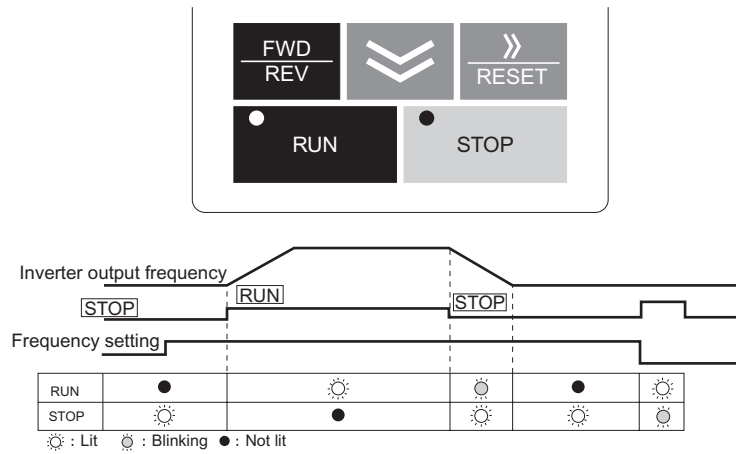 FWD
REV
RESET
RUN
STOP
Inverter output frequency
STOP
RUN
STOP
Frequency setting
RUN
STOP
: Lit : Blinking : Not lit